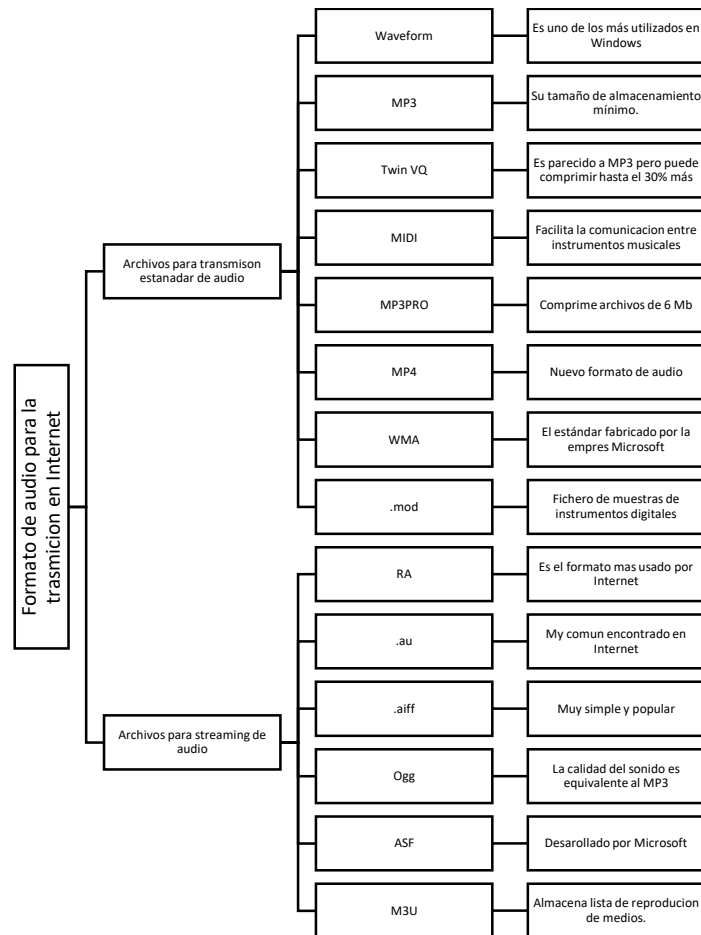 Formato de audio para la
trasmicion en Internet
Archivos para transmison
estanadar de audio
Waveform
Es uno de los más utilizados en
Windows
MP3
Su tamaño de almacenamiento
mínimo.
Twin VQ
Es parecido a MP3 pero puede
comprimir hasta el 30% más
MIDI
Facilita la comunicacion entre
instrumentos musicales
MP3PRO
Comprime archivos de 6 Mb
MP4
Nuevo formato de audio
WMA
El estándar fabricado por la
empres Microsoft
.mod
Fichero de muestras de
instrumentos digitales
Archivos para streaming de
audio
RA
Es el formato mas usado por
Internet
.au
My comun encontrado en
Internet
.aiff
Muy simple y popular
Ogg
La calidad del sonido es
equivalente al MP3
ASF
Desarollado por Microsoft
M3U
Almacena lista de reproducion
de medios.